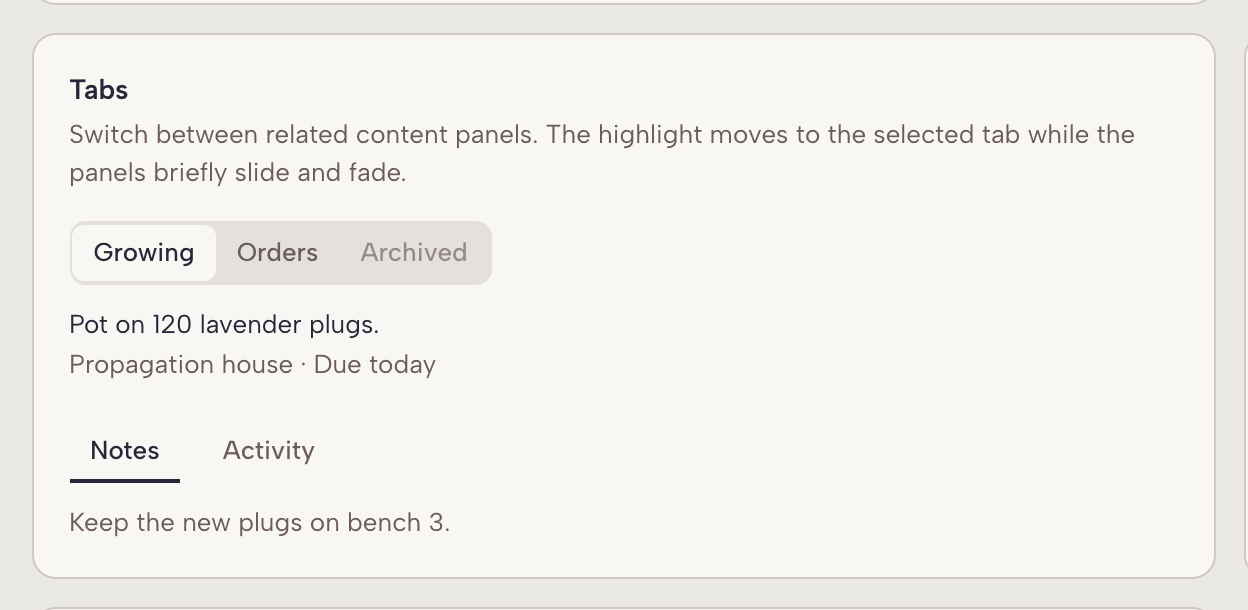 Tabs
Switch between related content panels. The highlight moves to the selected tab while the
panels briefly slide and fade.
Growing Orders Archived
Pot on 120 lavender plugs.
Propagation house · Due today
Notes Activity
Keep the new plugs on bench 3.